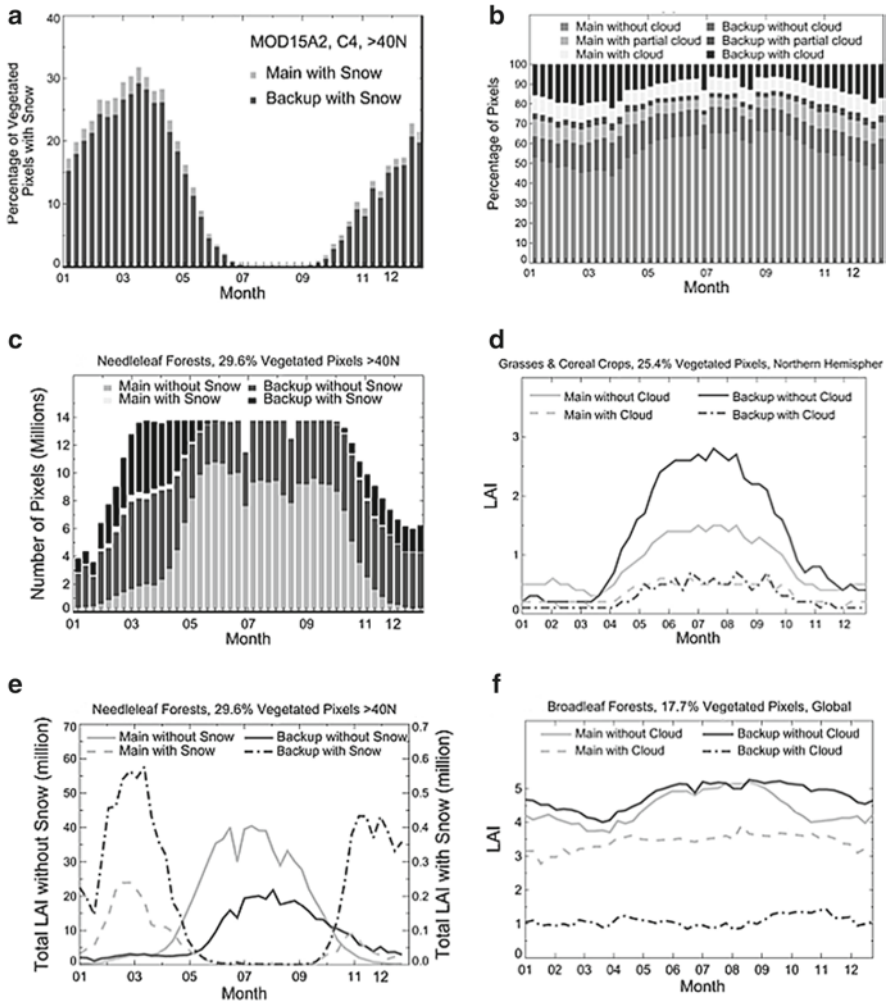 a
MOD15A2, C4, >40N
Main with Snow
Backup with Snow
Percentage of Vegetated
Pixels with Snow
40
30
20
10
0
01 03 05 07 09 11 12
Month
b
Main without cloud Backup without cloud
Main with partial cloud Backup with partial cloud
Main with cloud Backup with cloud
Percentage of Pixels
100
90
80
70
60
50
40
30
20
10
0
01 03 05 07 09 11 12
Month
c
Needleleaf Forests, 29.6% Vegetated Pixels >40N
Main without Snow Backup without Snow
Main with Snow Backup with Snow
Number of Pixels (Millions)
14
12
10
8
6
4
2
0
01 03 05 07 09 11 12
Month
d
Grasses & Cereal Crops, 25.4% Vegetated Pixels, Northern Hemispher
Main without Cloud Backup without Cloud
Main with Cloud Backup with Cloud
LAI
3
2
1
0
01 02 03 04 05 06 07 08 09 10 11 12
Month
e
Needleleaf Forests, 29.6% Vegetated Pixels >40N
Main without Snow Backup without Snow
Main with Snow Backup with Snow
Total LAI without Snow (million)
70
60
50
40
30
20
10
0
Total LAI with Snow (million)
0.7
0.6
0.5
0.4
0.3
0.2
0.1
0.0
01 03 05 07 09 11 12
Month
f
Broadleaf Forests, 17.7% Vegetated Pixels, Global
Main without Cloud Backup without Cloud
Main with Cloud Backup with Cloud
LAI
5
4
3
2
1
0
01 02 03 04 05 06 07 08 09 10 11 12
Month